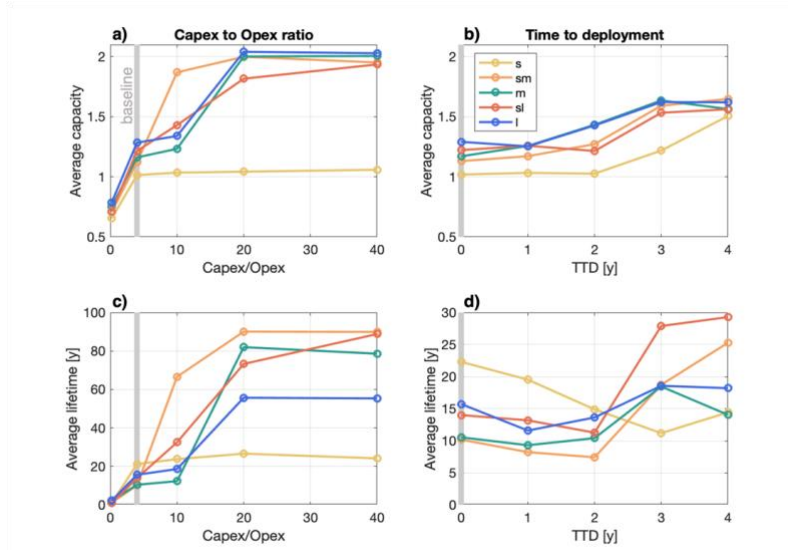 a) Capex to Opex ratio
2
1.5
1
0.5
Average capacity
baseline
0 10 20 30 40
Capex/Opex
b) Time to deployment
2
1.5
1
0.5
Average capacity
s
sm
m
sl
l
0 1 2 3 4
TTD [y]
c)
100
80
60
40
20
0
Average lifetime [y]
0 10 20 30 40
Capex/Opex
d)
30
25
20
15
10
5
0
Average lifetime [y]
0 1 2 3 4
TTD [y]